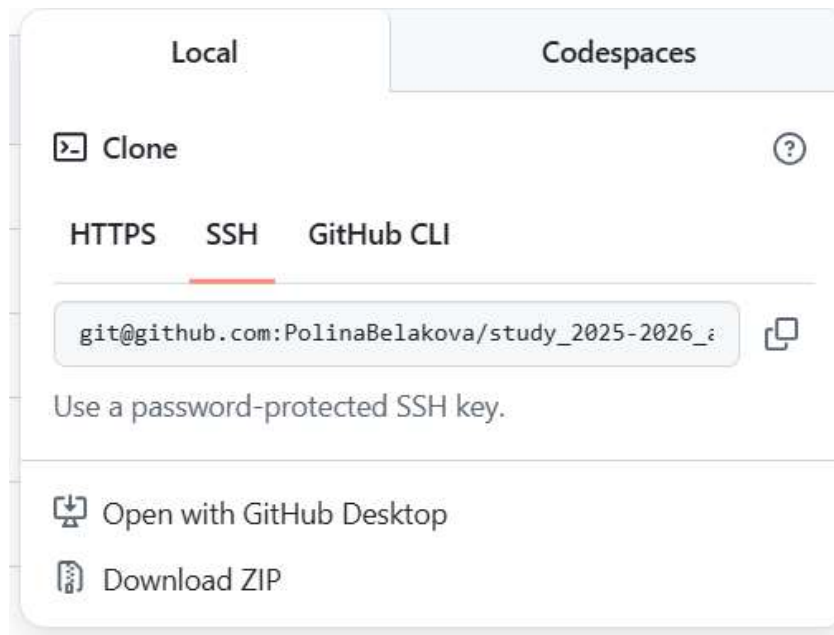 Local Codespaces
Clone
HTTPS SSH GitHub CLI
git@github.com:PolinaBelakova/study_2025-2026_
Use a password-protected SSH key.
Open with GitHub Desktop
Download ZIP